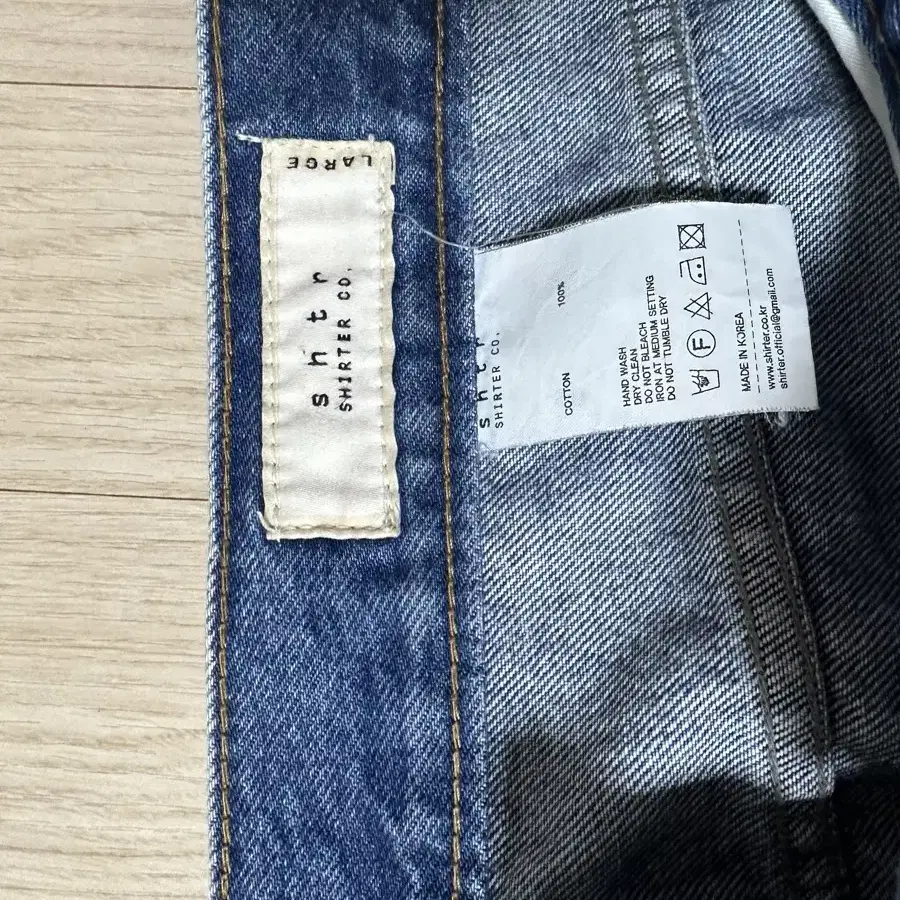 LARGE
shtr
SHIRTER CO.
shtr
SHIRTER CO.
COTTON 100%
HAND WASH
DRY CLEAN
DO NOT BLEACH
IRON AT MEDIUM SETTING
DO NOT TUMBLE DRY
F
MADE IN KOREA
www.shirter.co.kr
shirter.official@gmail.com